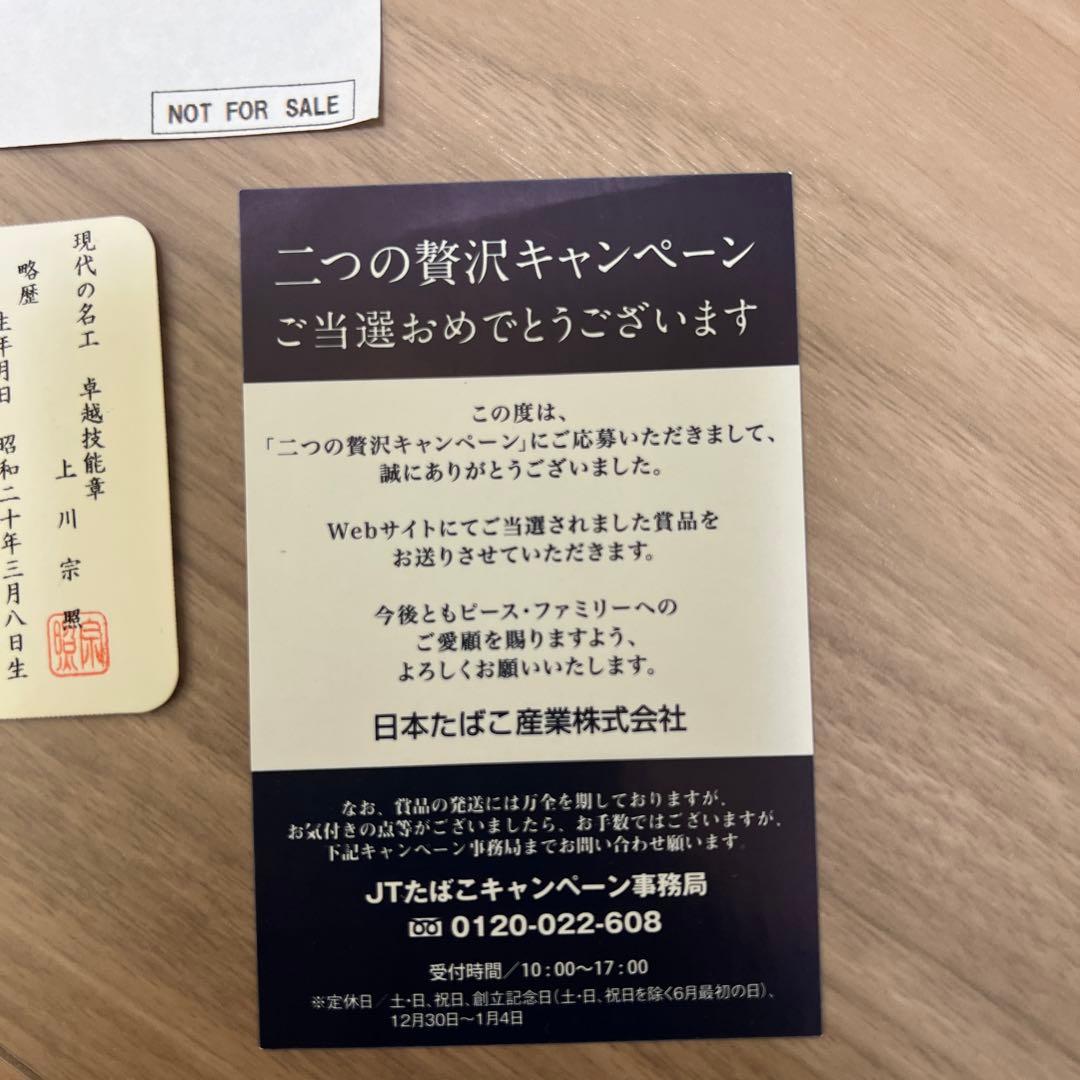 NOT FOR SALE
現代の名工 卓越技能章
上川宗照
略歴
生年月日 昭和二十年三月八日生
二つの贅沢キャンペーン
ご当選おめでとうございます
この度は、
「二つの贅沢キャンペーン」にご応募いただきまして、
誠にありがとうございました。
Webサイトにてご当選されました賞品を
お送りさせていただきます。
今後ともピース・ファミリーへの
ご愛顧を賜りますよう、
よろしくお願いいたします。
日本たばこ産業株式会社
なお、賞品の発送には万全を期しておりますが、
お気付きの点等がございましたら、お手数ではございますが、
下記キャンペーン事務局までお問い合わせ願います。
JTたばこキャンペーン事務局
0120-022-608
受付時間/10:00〜17:00
※定休日/土・日、祝日、創立記念日(土・日、祝日を除く6月最初の日)、
12月30日〜1月4日